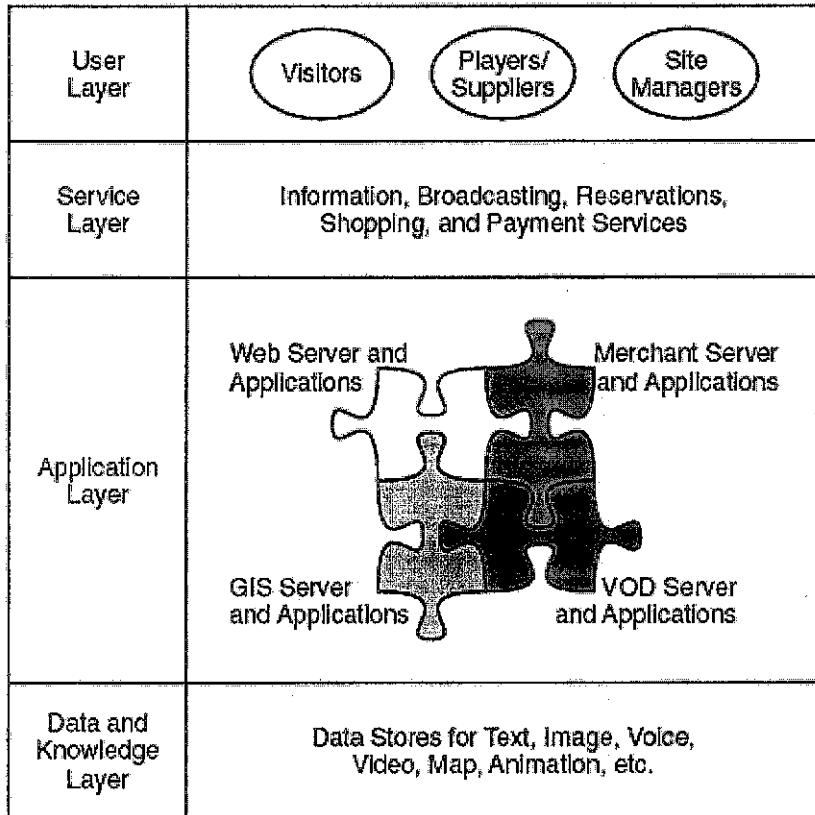 User
Layer
Visitors
Players/
Suppliers
Site
Managers
Service
Layer
Information, Broadcasting, Reservations,
Shopping, and Payment Services
Application
Layer
Web Server and
Applications
Merchant Server
and Applications
GIS Server
and Applications
VOD Server
and Applications
Data and
Knowledge
Layer
Data Stores for Text, Image, Voice,
Video, Map, Animation, etc.